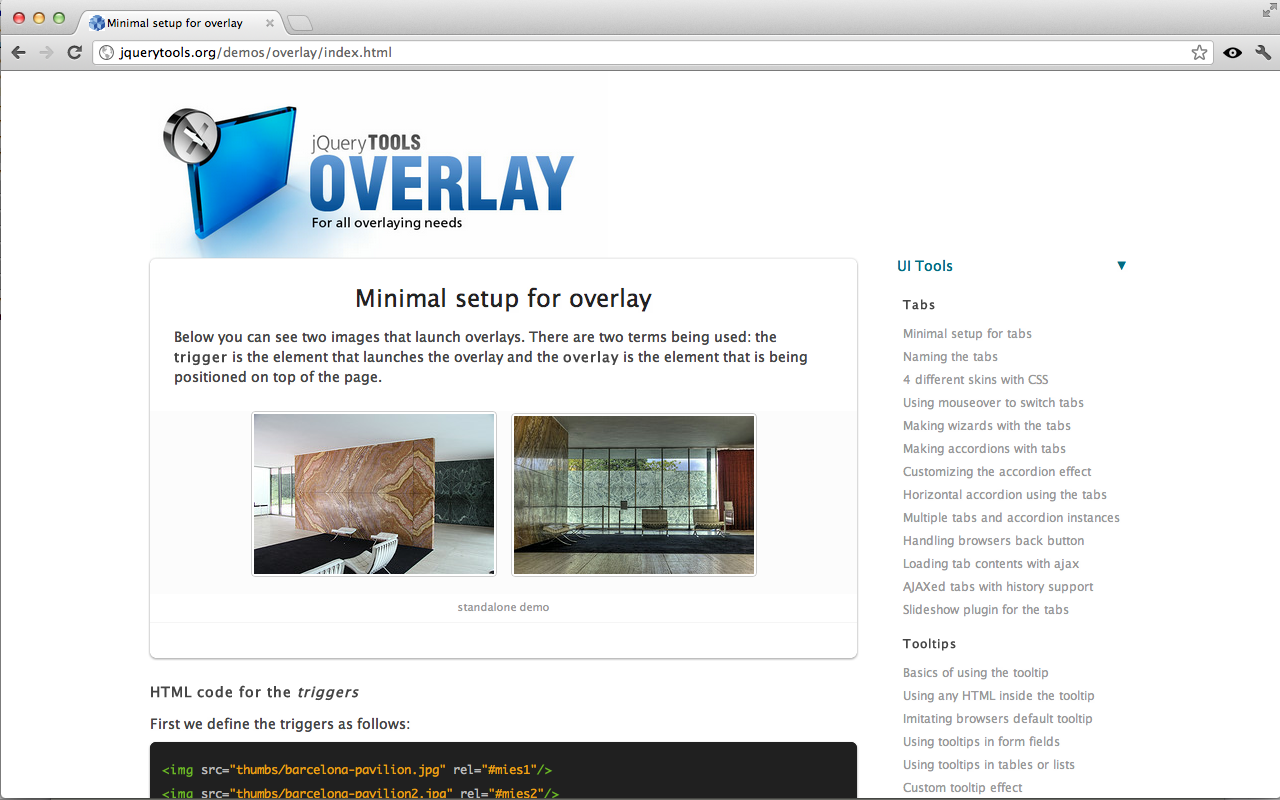 Minimal setup for overlay
jquerytools.org/demos/overlay/index.html
jQuery TOOLS
OVERLAY
For all overlaying needs
Minimal setup for overlay
Below you can see two images that launch overlays. There are two terms being used: the
trigger is the element that launches the overlay and the overlay is the element that is being
positioned on top of the page.
standalone demo
HTML code for the triggers
First we define the triggers as follows:
<img src="thumbs/barcelona-pavilion.jpg" rel="#mies1"/>
<img src="thumbs/barcelona-pavilion2.jpg" rel="#mies2"/>
UI Tools
Tabs
Minimal setup for tabs
Naming the tabs
4 different skins with CSS
Using mouseover to switch tabs
Making wizards with the tabs
Making accordions with tabs
Customizing the accordion effect
Horizontal accordion using the tabs
Multiple tabs and accordion instances
Handling browsers back button
Loading tab contents with ajax
AJAXed tabs with history support
Slideshow plugin for the tabs
Tooltips
Basics of using the tooltip
Using any HTML inside the tooltip
Imitating browsers default tooltip
Using tooltips in form fields
Using tooltips in tables or lists
Custom tooltip effect